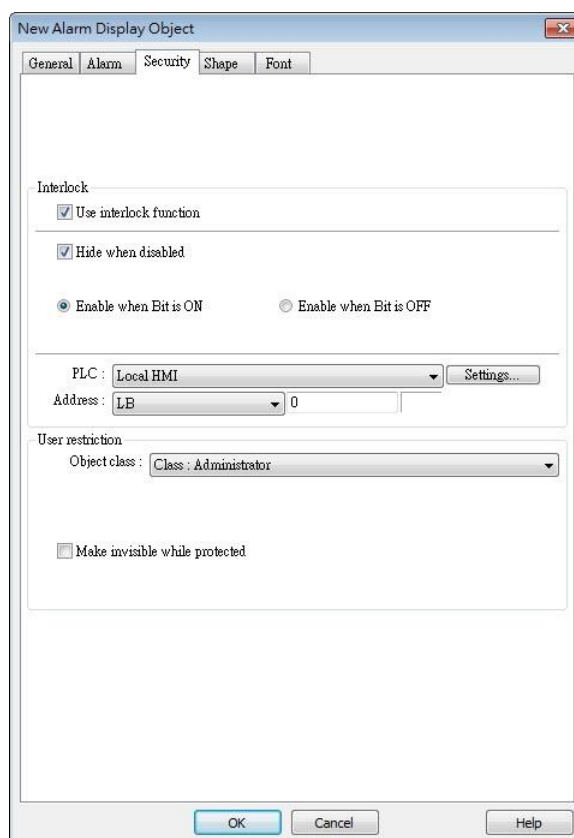 New Alarm Display Object
General Alarm Security Shape Font
Interlock
Use interlock function
Hide when disabled
Enable when Bit is ON Enable when Bit is OFF
PLC : Local HMI Settings...
Address : LB 0
User restriction
Object class : Class : Administrator
Make invisible while protected
OK Cancel Help